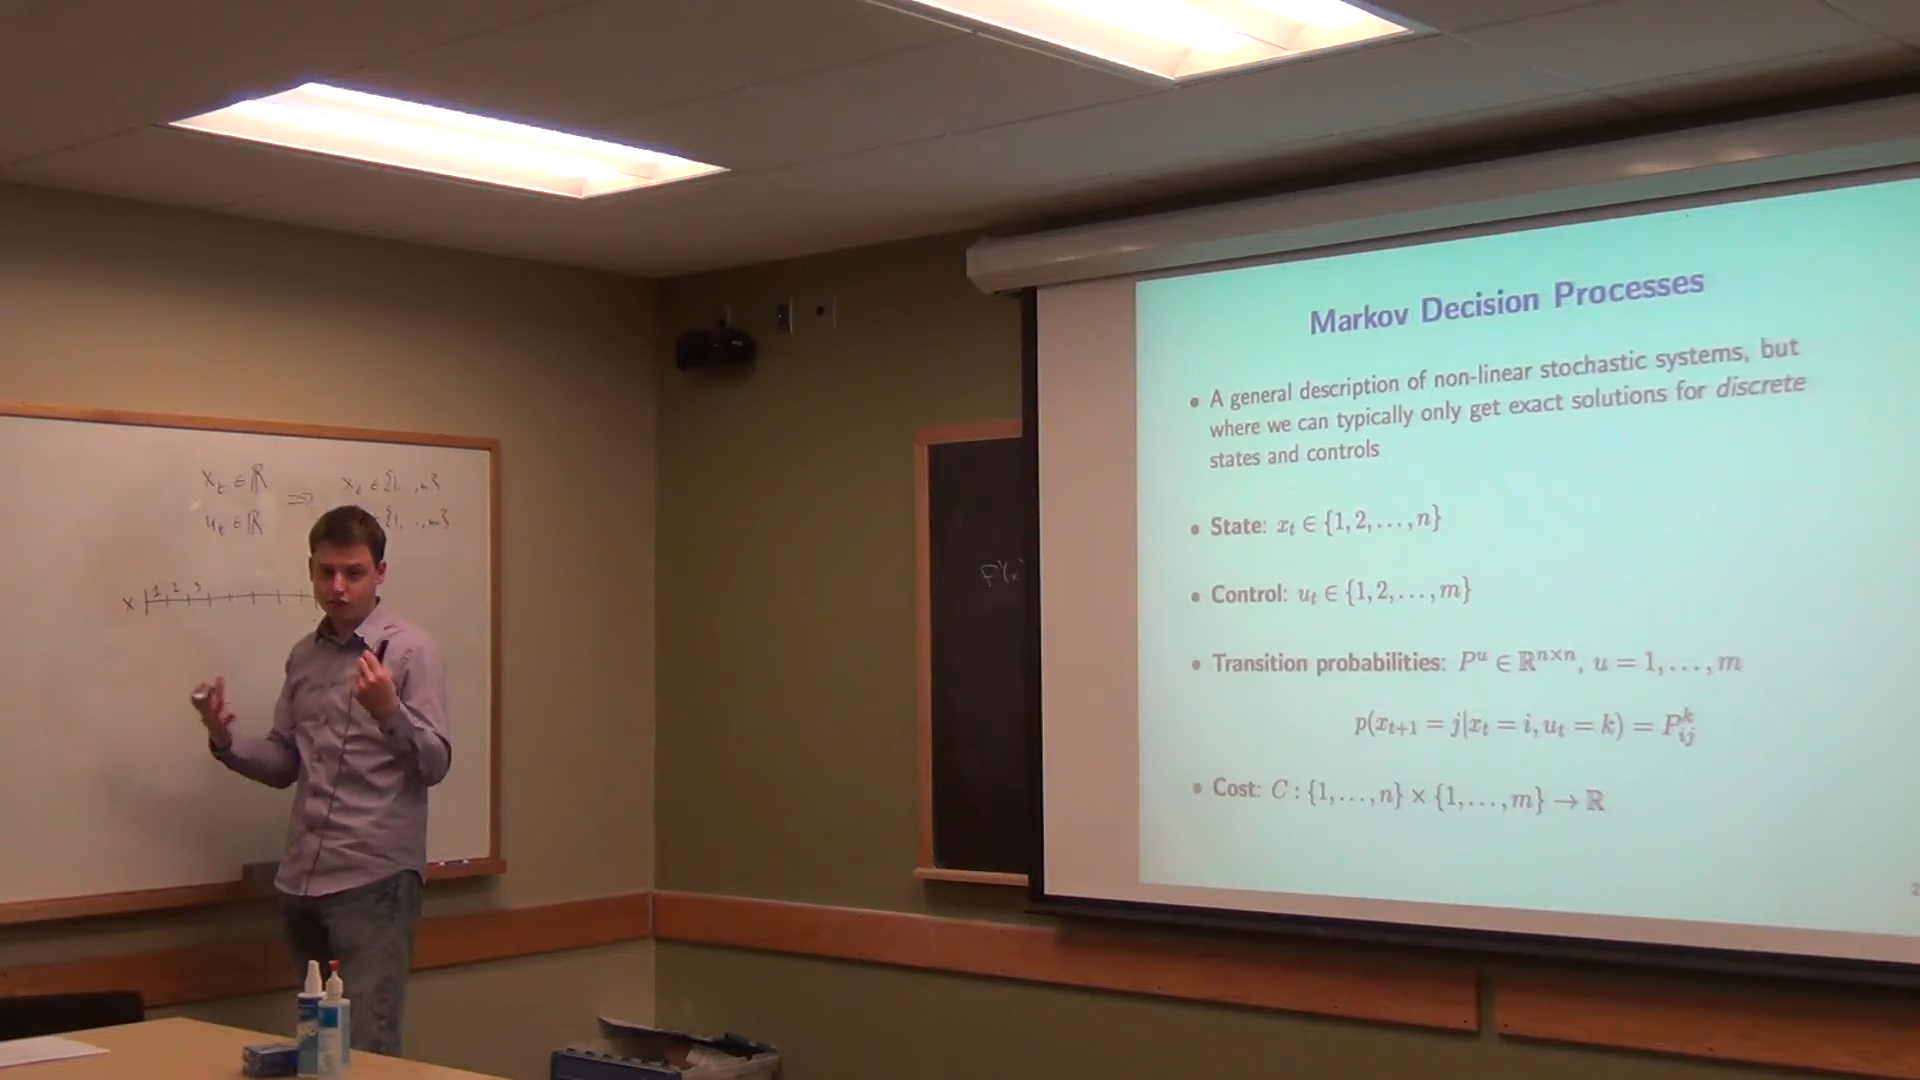 x_t ∈ ℝ ⇒ x_t ∈ {1, .., n}
u_t ∈ ℝ ∈ {1, .., m}
x 1 2 3
F'(x
Markov Decision Processes
• A general description of non-linear stochastic systems, but
where we can typically only get exact solutions for discrete
states and controls
• State: x_t ∈ {1, 2, . . . , n}
• Control: u_t ∈ {1, 2, . . . , m}
• Transition probabilities: P^u ∈ ℝ^{n×n}, u = 1, . . . , m
p(x_{t+1} = j|x_t = i, u_t = k) = P^k_{ij}
• Cost: C : {1, . . . , n} × {1, . . . , m} → ℝ
2